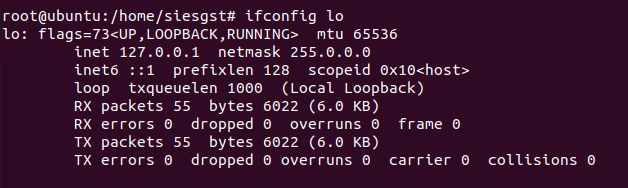 root@ubuntu:/home/siesgst# ifconfig lo
lo: flags=73<UP,LOOPBACK,RUNNING>  mtu 65536
        inet 127.0.0.1  netmask 255.0.0.0
        inet6 ::1  prefixlen 128  scopeid 0x10<host>
        loop  txqueuelen 1000  (Local Loopback)
        RX packets 55  bytes 6022 (6.0 KB)
        RX errors 0  dropped 0  overruns 0  frame 0
        TX packets 55  bytes 6022 (6.0 KB)
        TX errors 0  dropped 0 overruns 0  carrier 0  collisions 0